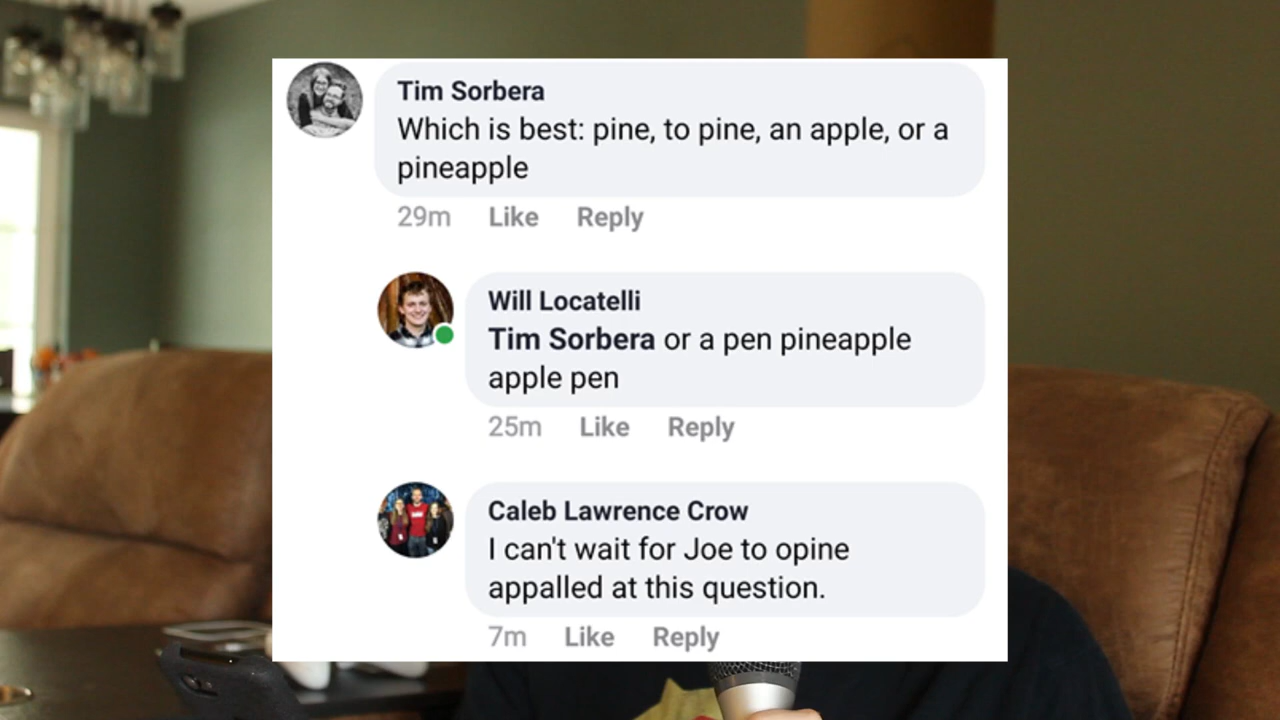 Tim Sorbera
Which is best: pine, to pine, an apple, or a
pineapple
29m Like Reply
Will Locatelli
Tim Sorbera or a pen pineapple
apple pen
25m Like Reply
Caleb Lawrence Crow
I can't wait for Joe to opine
appalled at this question.
7m Like Reply